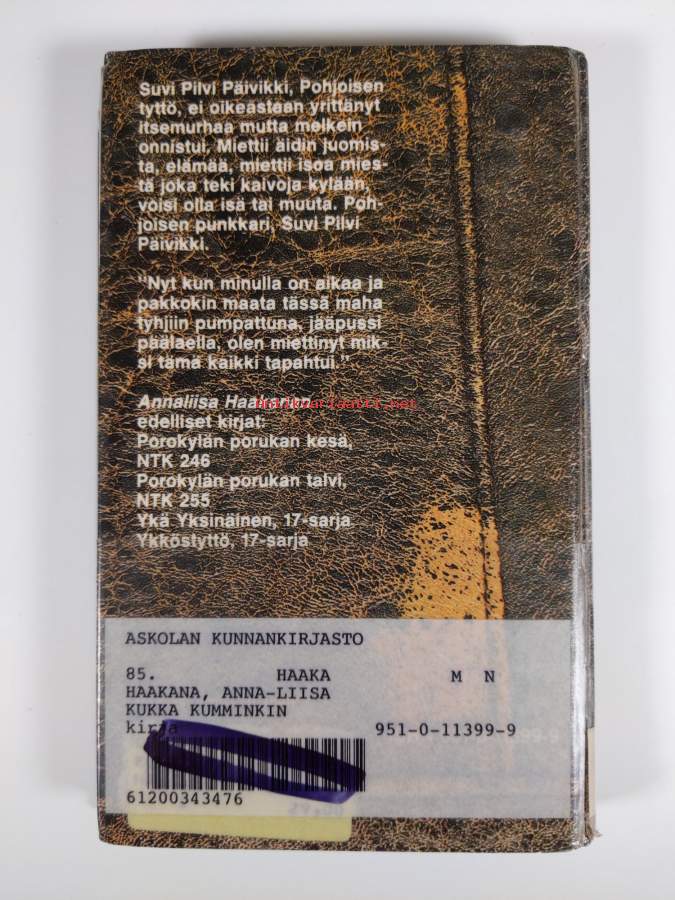 Suvi Pilvi Päivikki, Pohjoisen
tyttö, ei oikeastaan yrittänyt
itsemurhaa mutta melkein
onnistui. Miettii äidin juomis-
ta, elämää, miettii isoa mies-
tä joka teki kaivoja kylään,
voisi olla isä tai muuta. Poh-
joisen punkkari, Suvi Pilvi
Päivikki.
"Nyt kun minulla on aikaa ja
pakkokin maata tässä maha
tyhjiin pumpattuna, jääpussi
päälaella, olen miettinyt mik-
si tämä kaikki tapahtui."
Annaliisa Haakanan
antikvariaatti.net
edelliset kirjat:
Porokylän porukan kesä,
NTK 246
Porokylän porukan talvi,
NTK 255
Ykä Yksinäinen, 17-sarja
Ykköstyttö, 17-sarja
ASKOLAN KUNNANKIRJASTO
85. HAAKA M N
HAAKANA, ANNA-LIISA
KUKKA KUMMINKIN
kirja 951-0-11399-9
61200343476